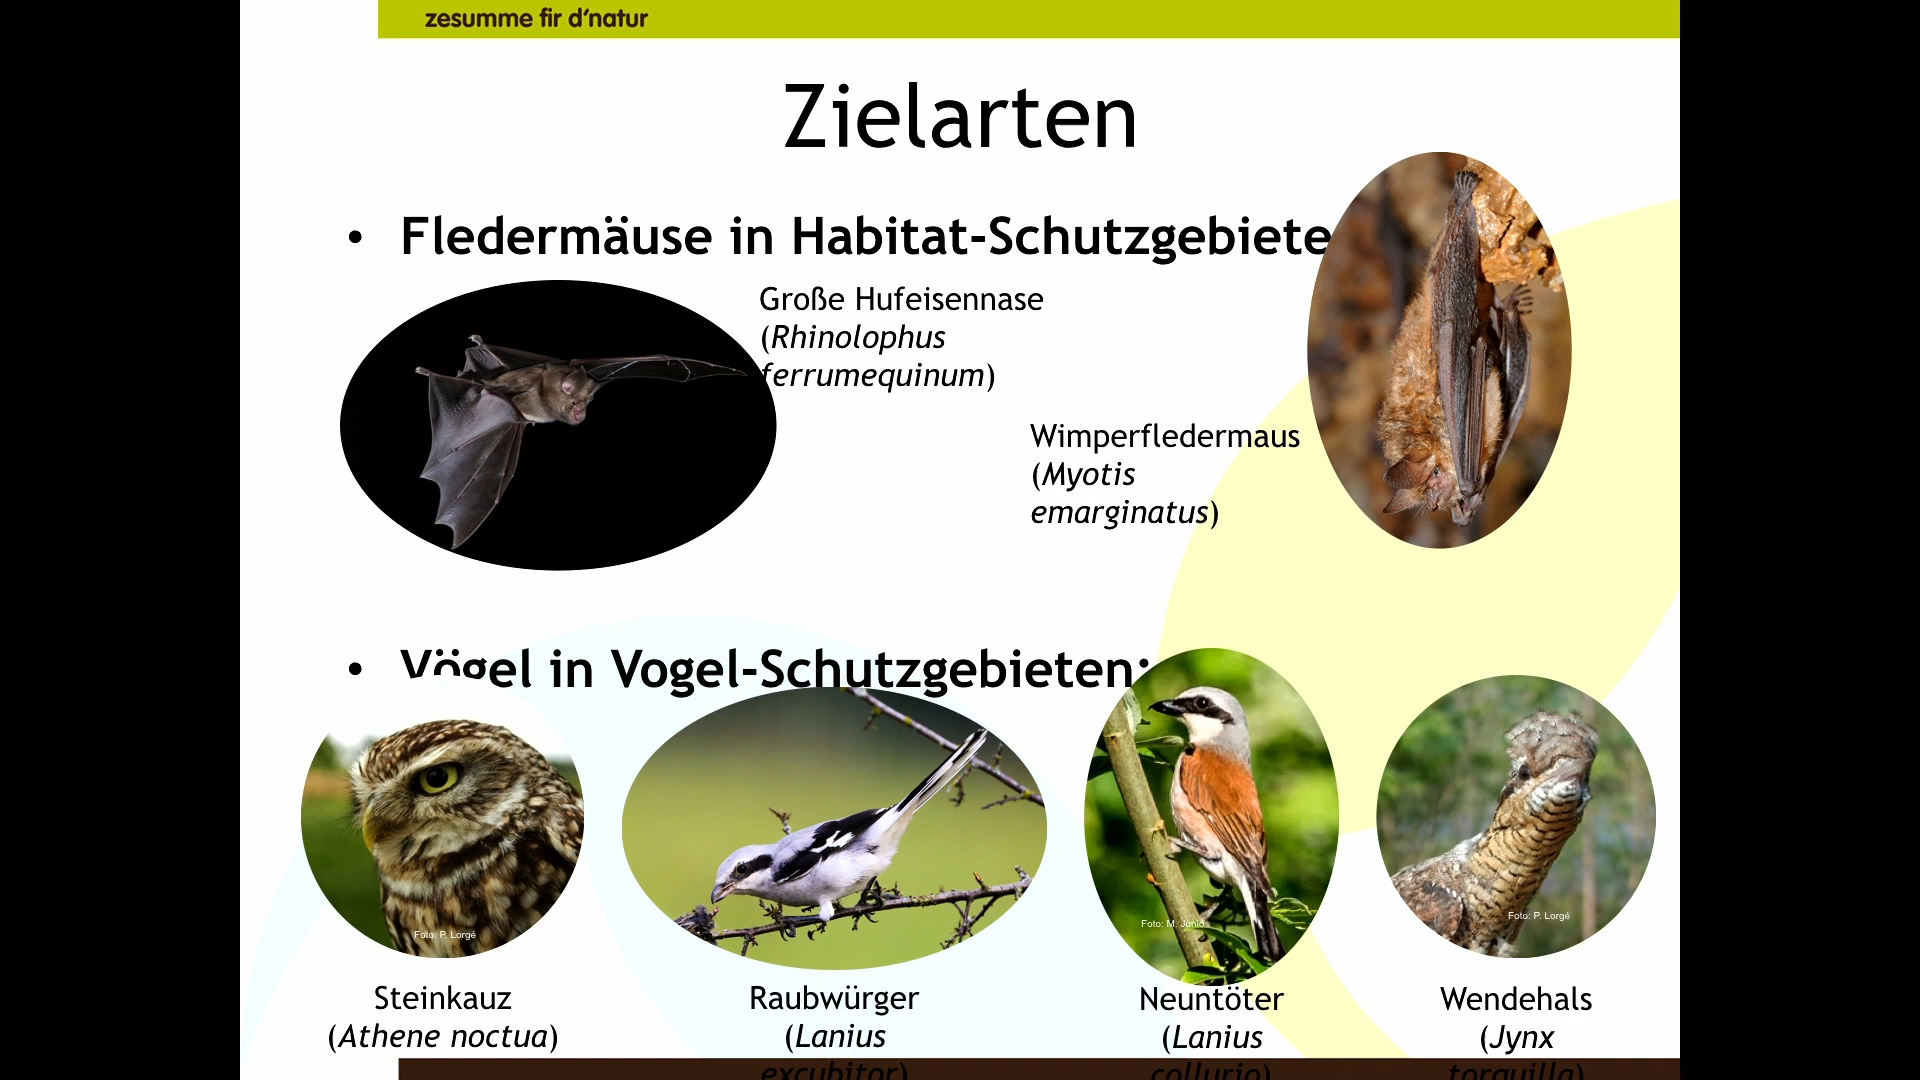 zesumme fir d'natur
Zielarten
• Fledermäuse in Habitat-Schutzgebiete
Große Hufeisennase
(Rhinolophus
ferrumequinum)
Wimperfledermaus
(Myotis
emarginatus)
• Vögel in Vogel-Schutzgebieten:
Foto: P. Lorgé
Foto: M. Junio
Foto: P. Lorgé
Steinkauz
(Athene noctua)
Raubwürger
(Lanius
excubitor)
Neuntöter
(Lanius
collurio)
Wendehals
(Jynx
torquilla)